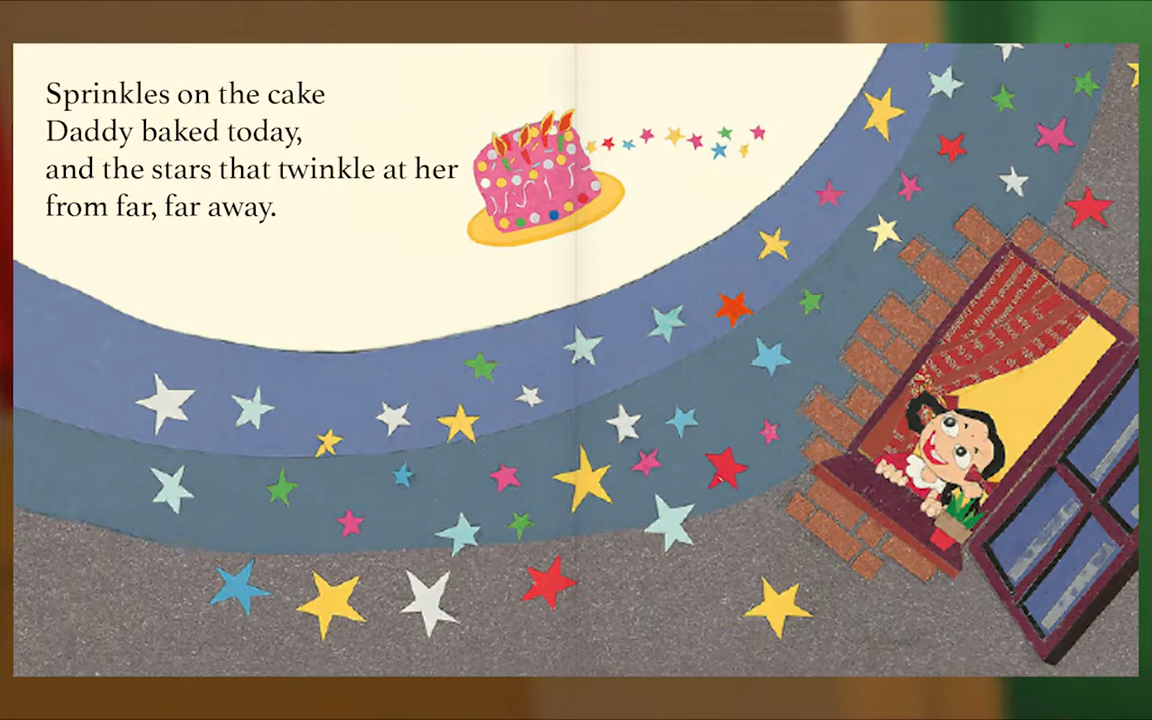 Sprinkles on the cake
Daddy baked today,
and the stars that twinkle at her
from far, far away.